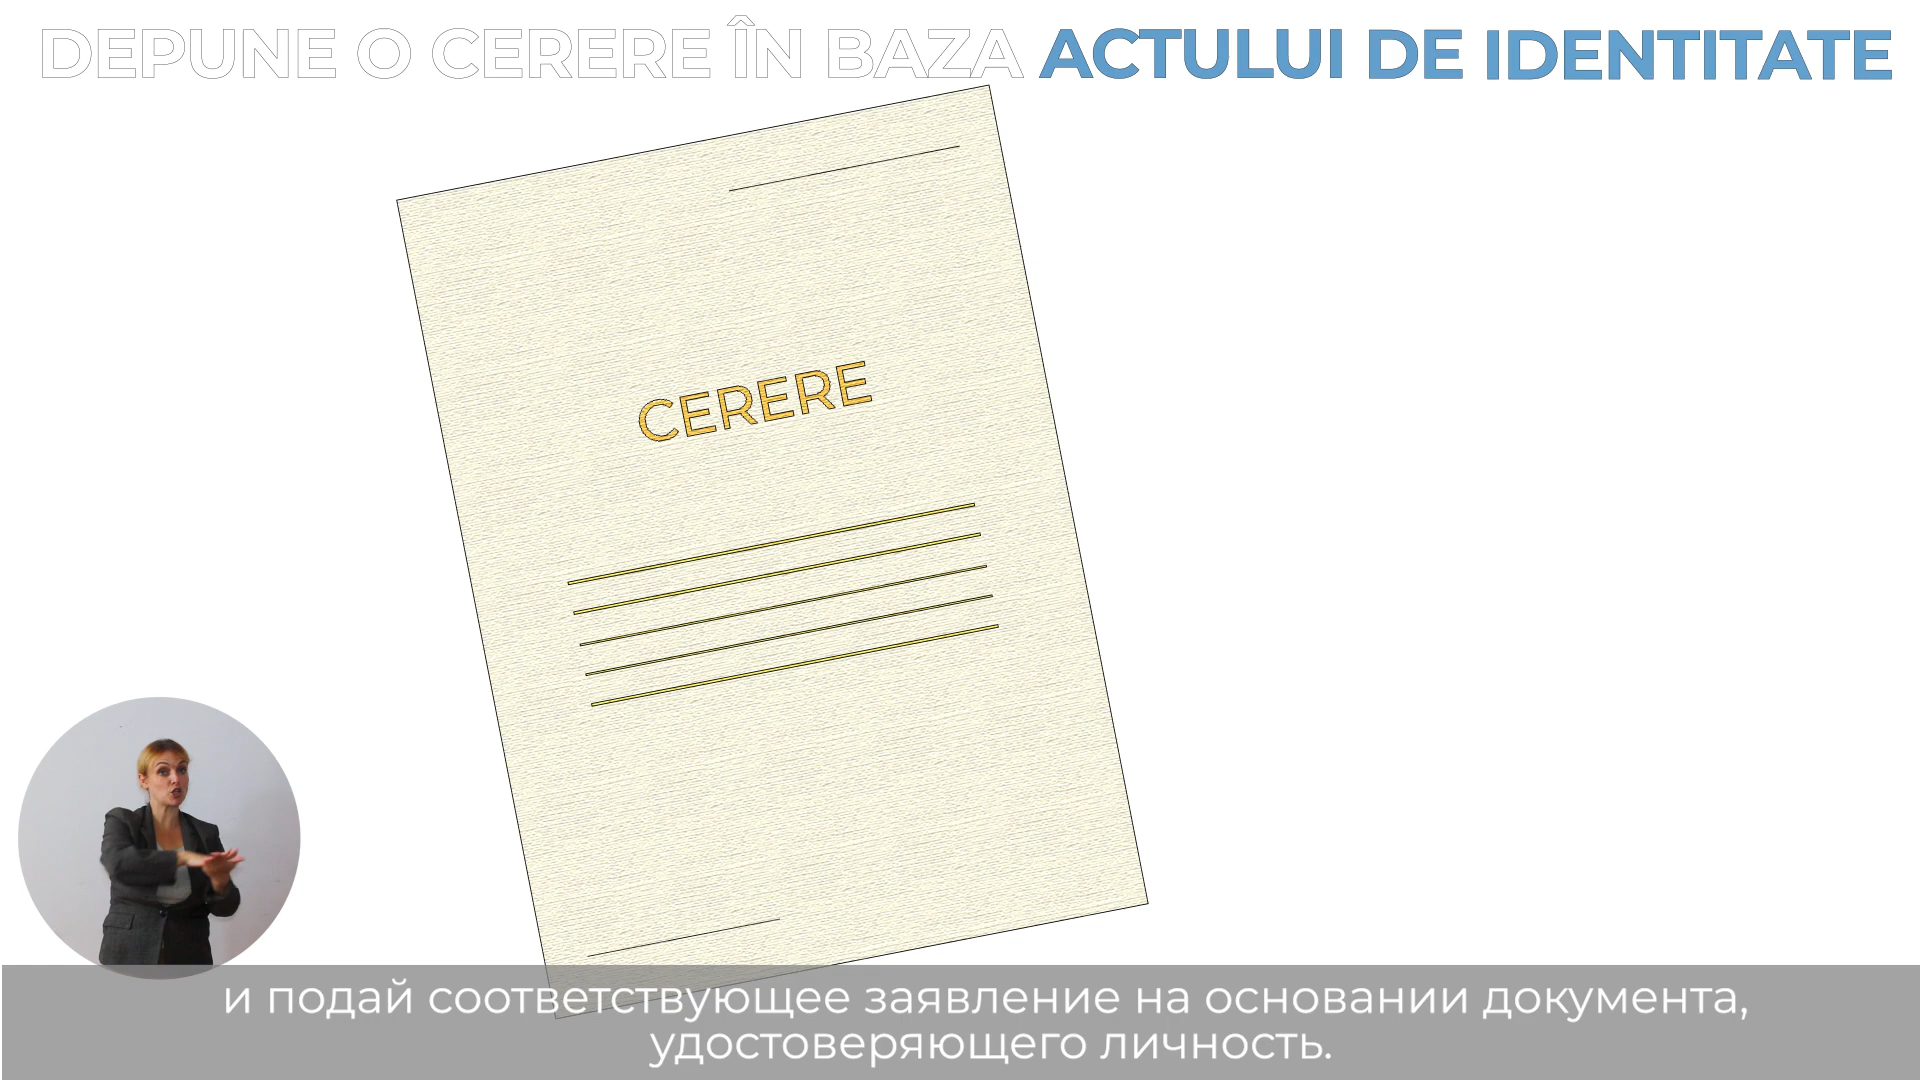 DEPUNE O CERERE ÎN BAZA ACTULUI DE IDENTITATE
CERERE
и подай соответствующее заявление на основании документа,
удостоверяющего личность.